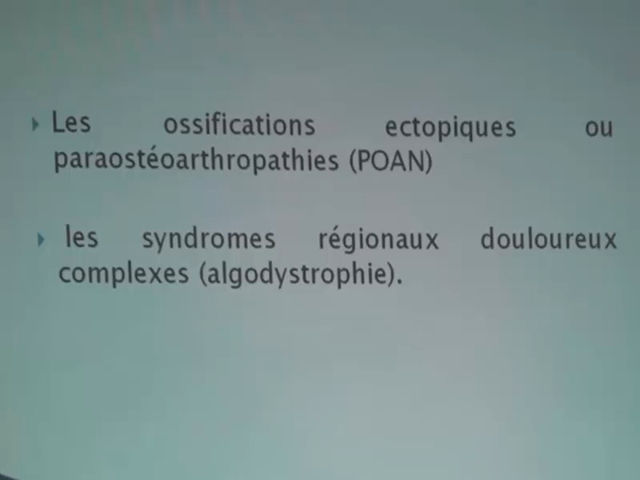 Les ossifications ectopiques ou
paraostéoarthropathies (POAN)
les syndromes régionaux douloureux
complexes (algodystrophie).